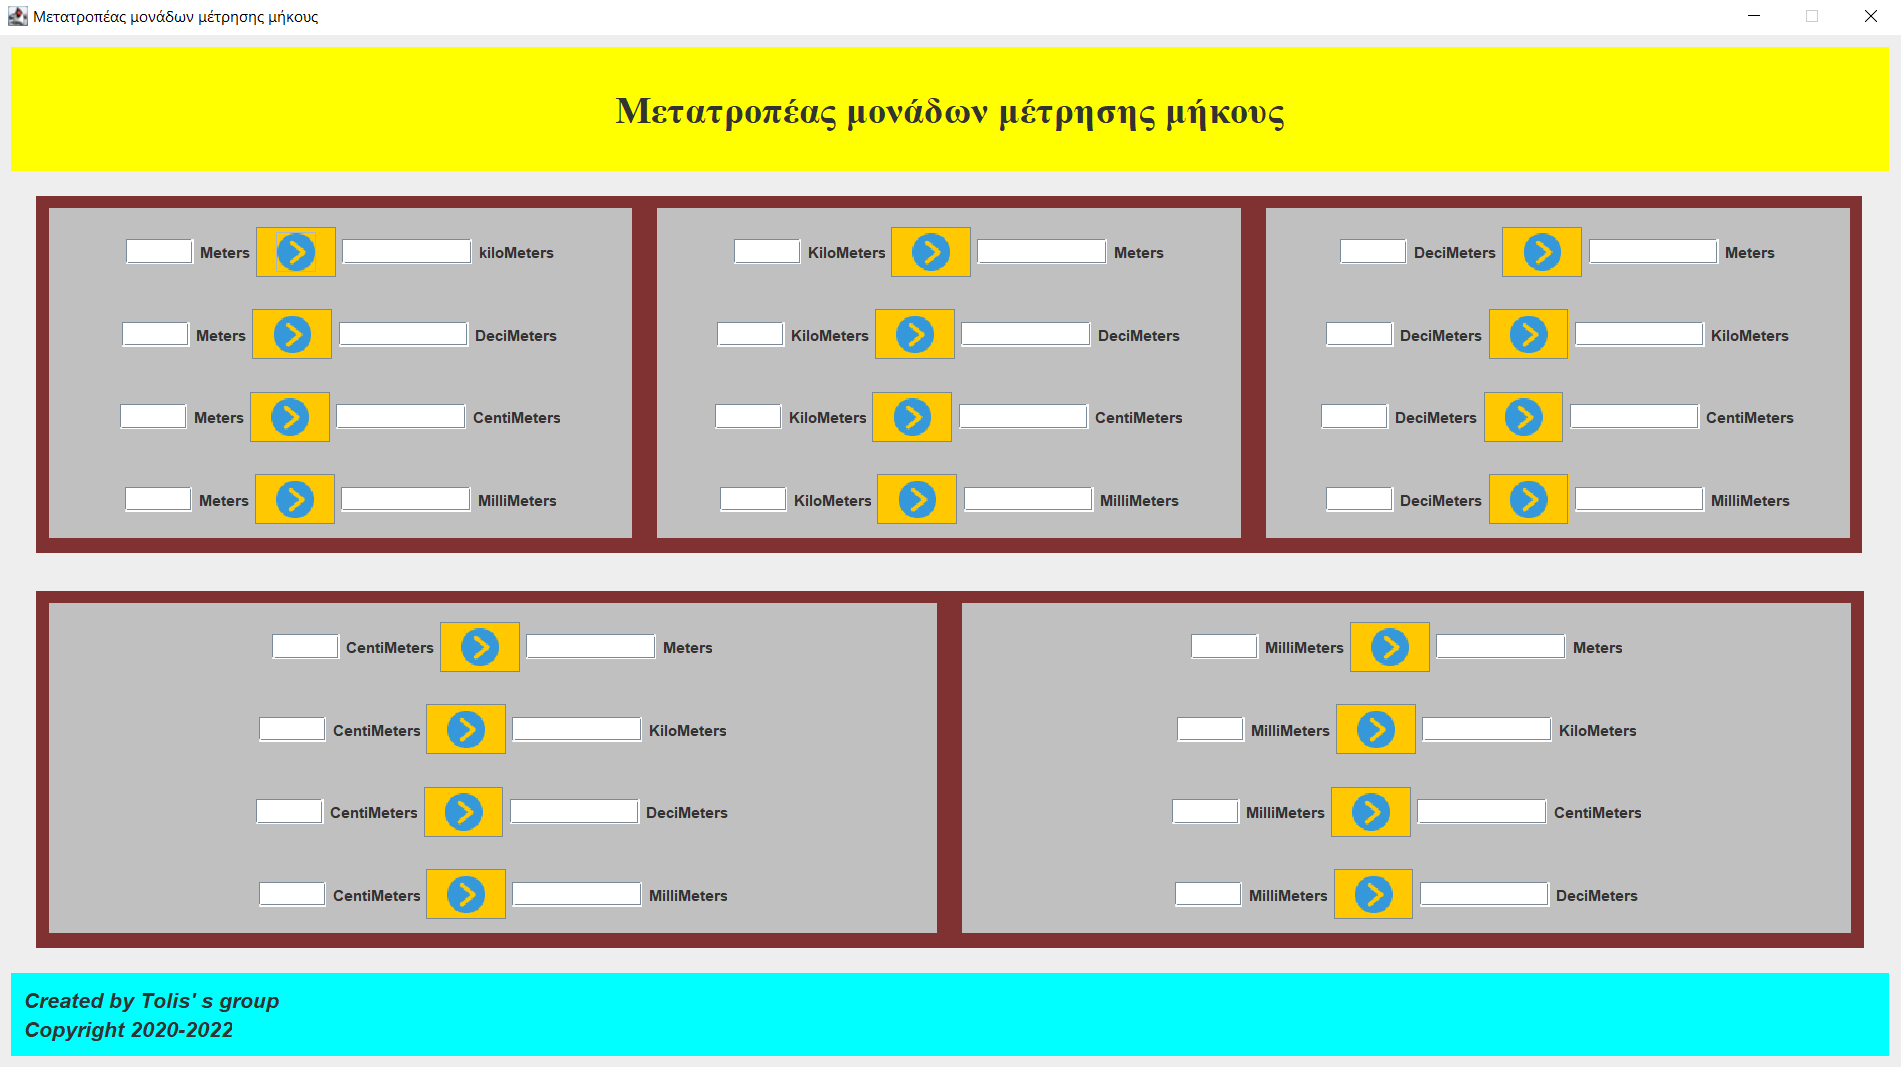 Μετατροπέας μονάδων μέτρησης μήκους
Μετατροπέας μονάδων μέτρησης μήκους
Meters kiloMeters
Meters DeciMeters
Meters CentiMeters
Meters MilliMeters
KiloMeters Meters
KiloMeters DeciMeters
KiloMeters CentiMeters
KiloMeters MilliMeters
DeciMeters Meters
DeciMeters KiloMeters
DeciMeters CentiMeters
DeciMeters MilliMeters
CentiMeters Meters
CentiMeters KiloMeters
CentiMeters DeciMeters
CentiMeters MilliMeters
MilliMeters Meters
MilliMeters KiloMeters
MilliMeters CentiMeters
MilliMeters DeciMeters
Created by Tolis' s group
Copyright 2020-2022